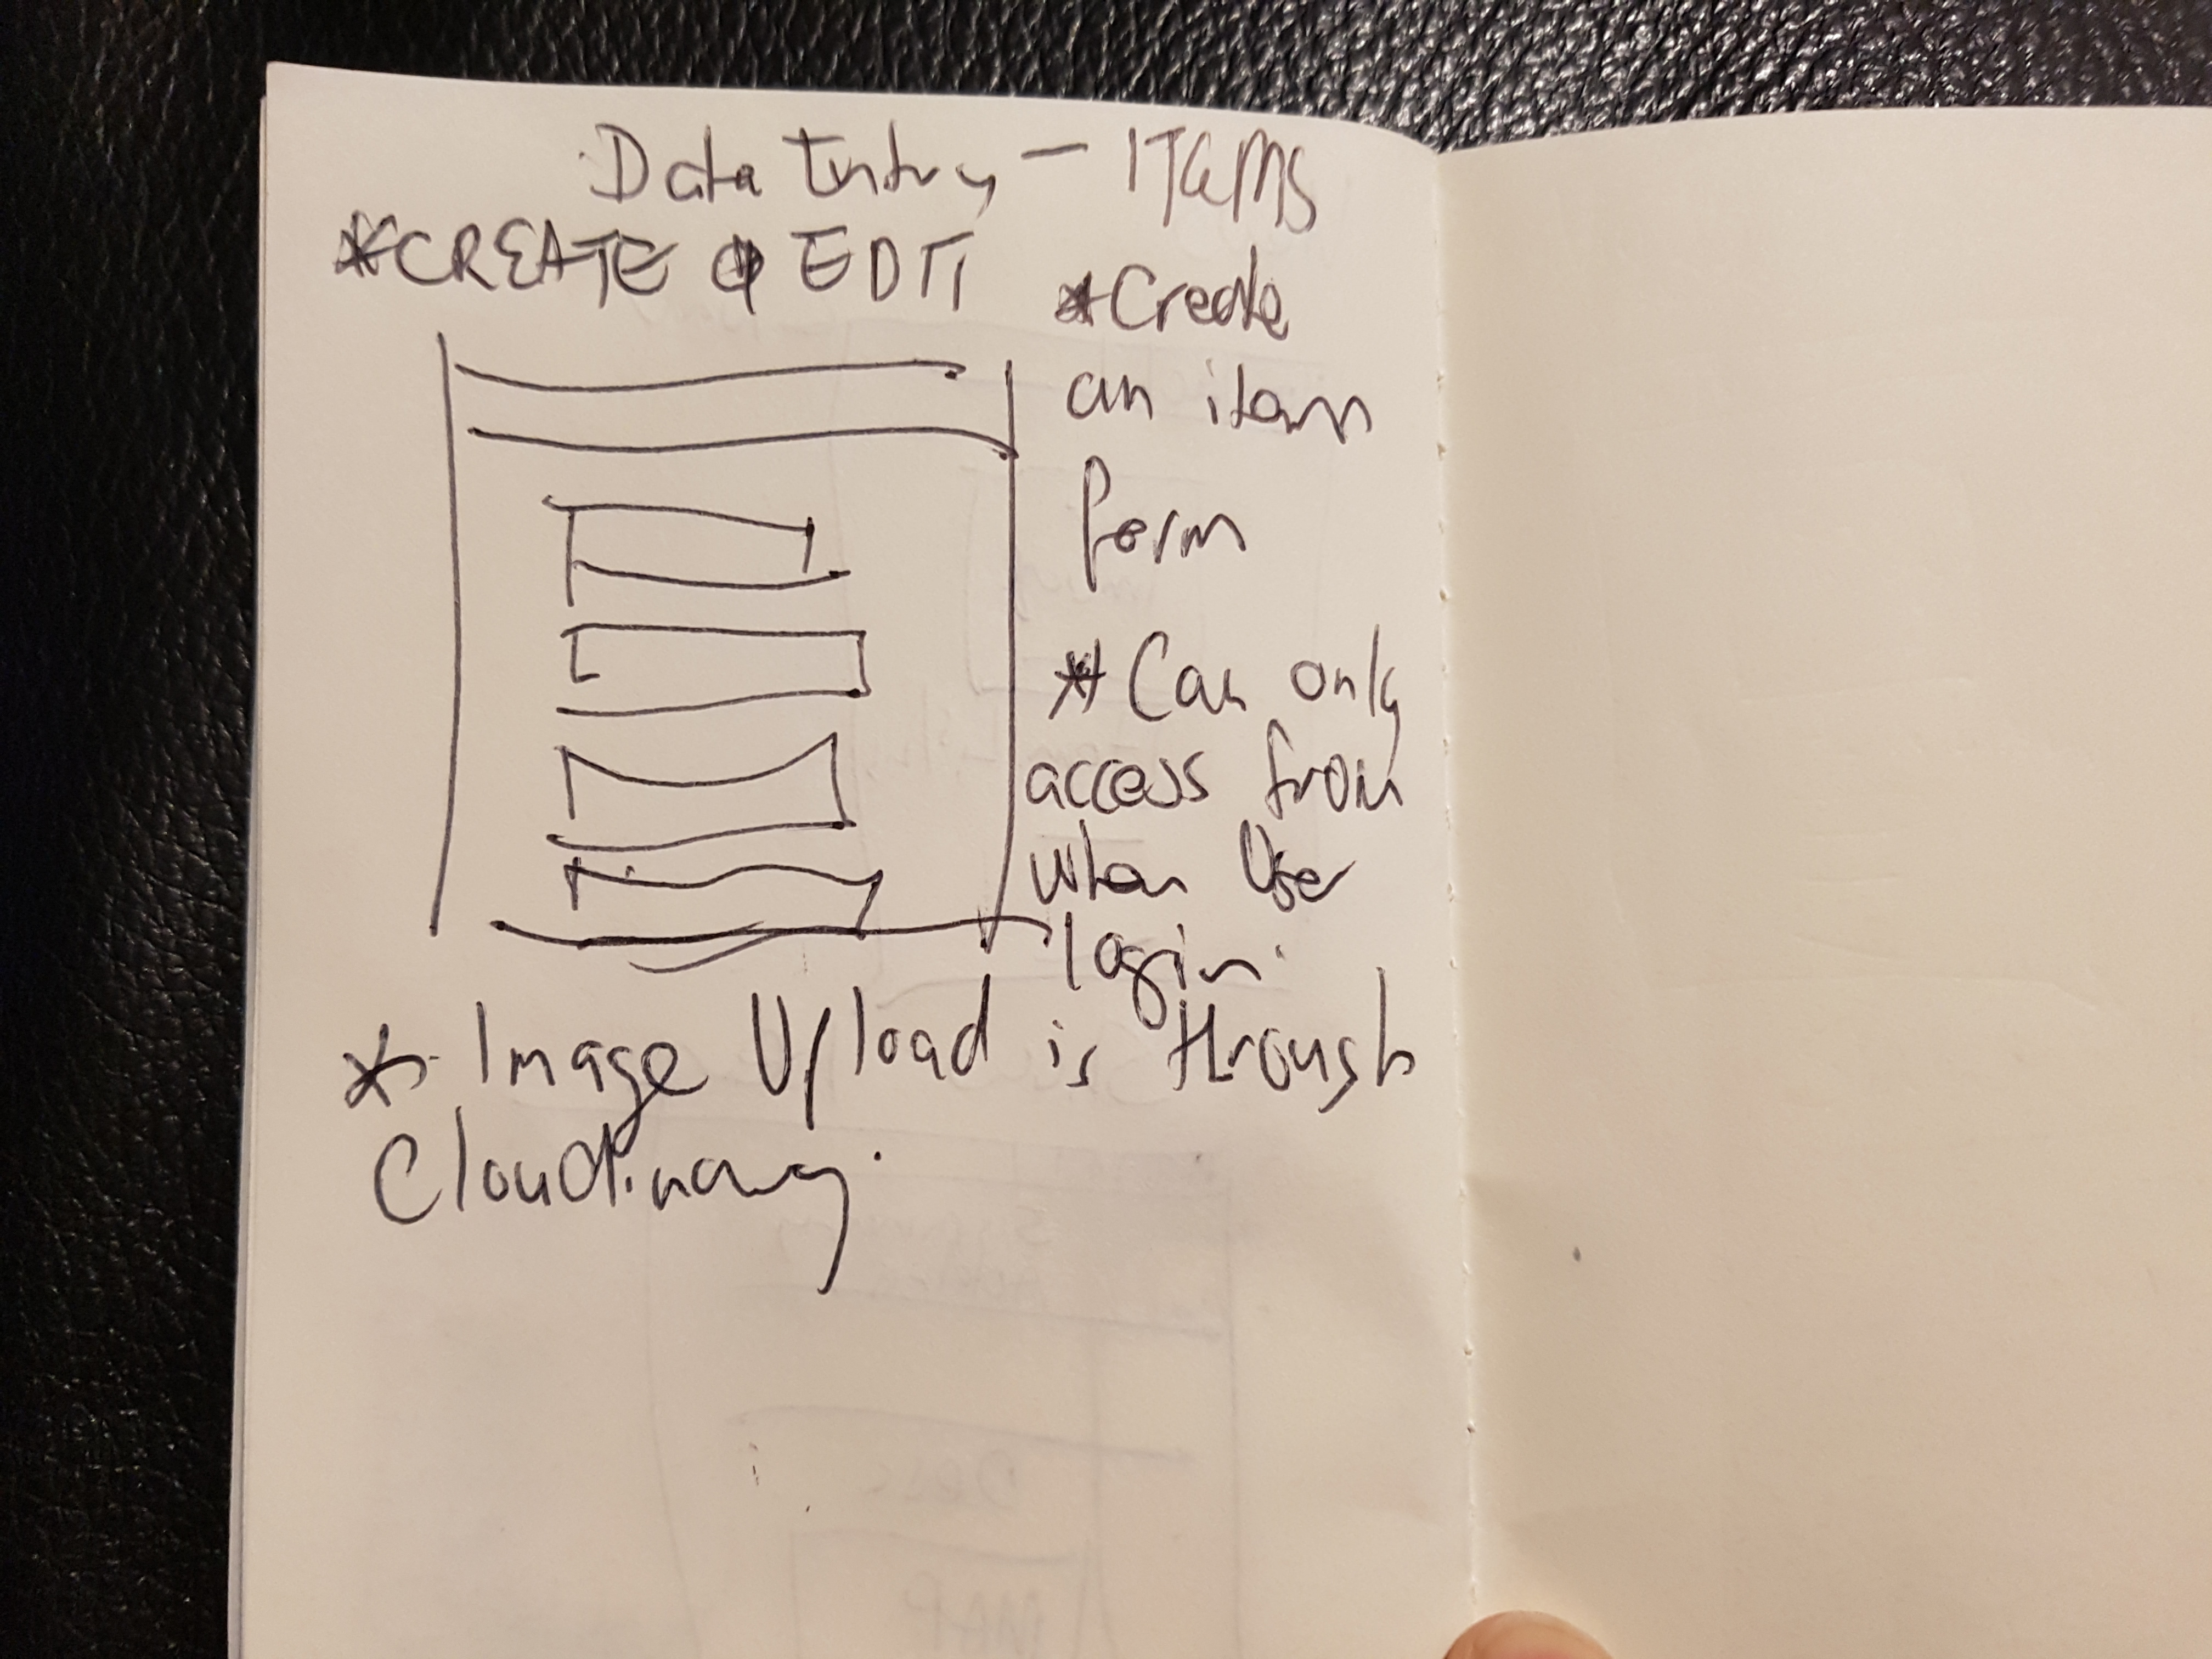 Data Entry - ITEMS
*CREATE & EDIT
*Create
an item
form
* Can only
access from
when User
login.
* Image Upload is through
Cloudinary.